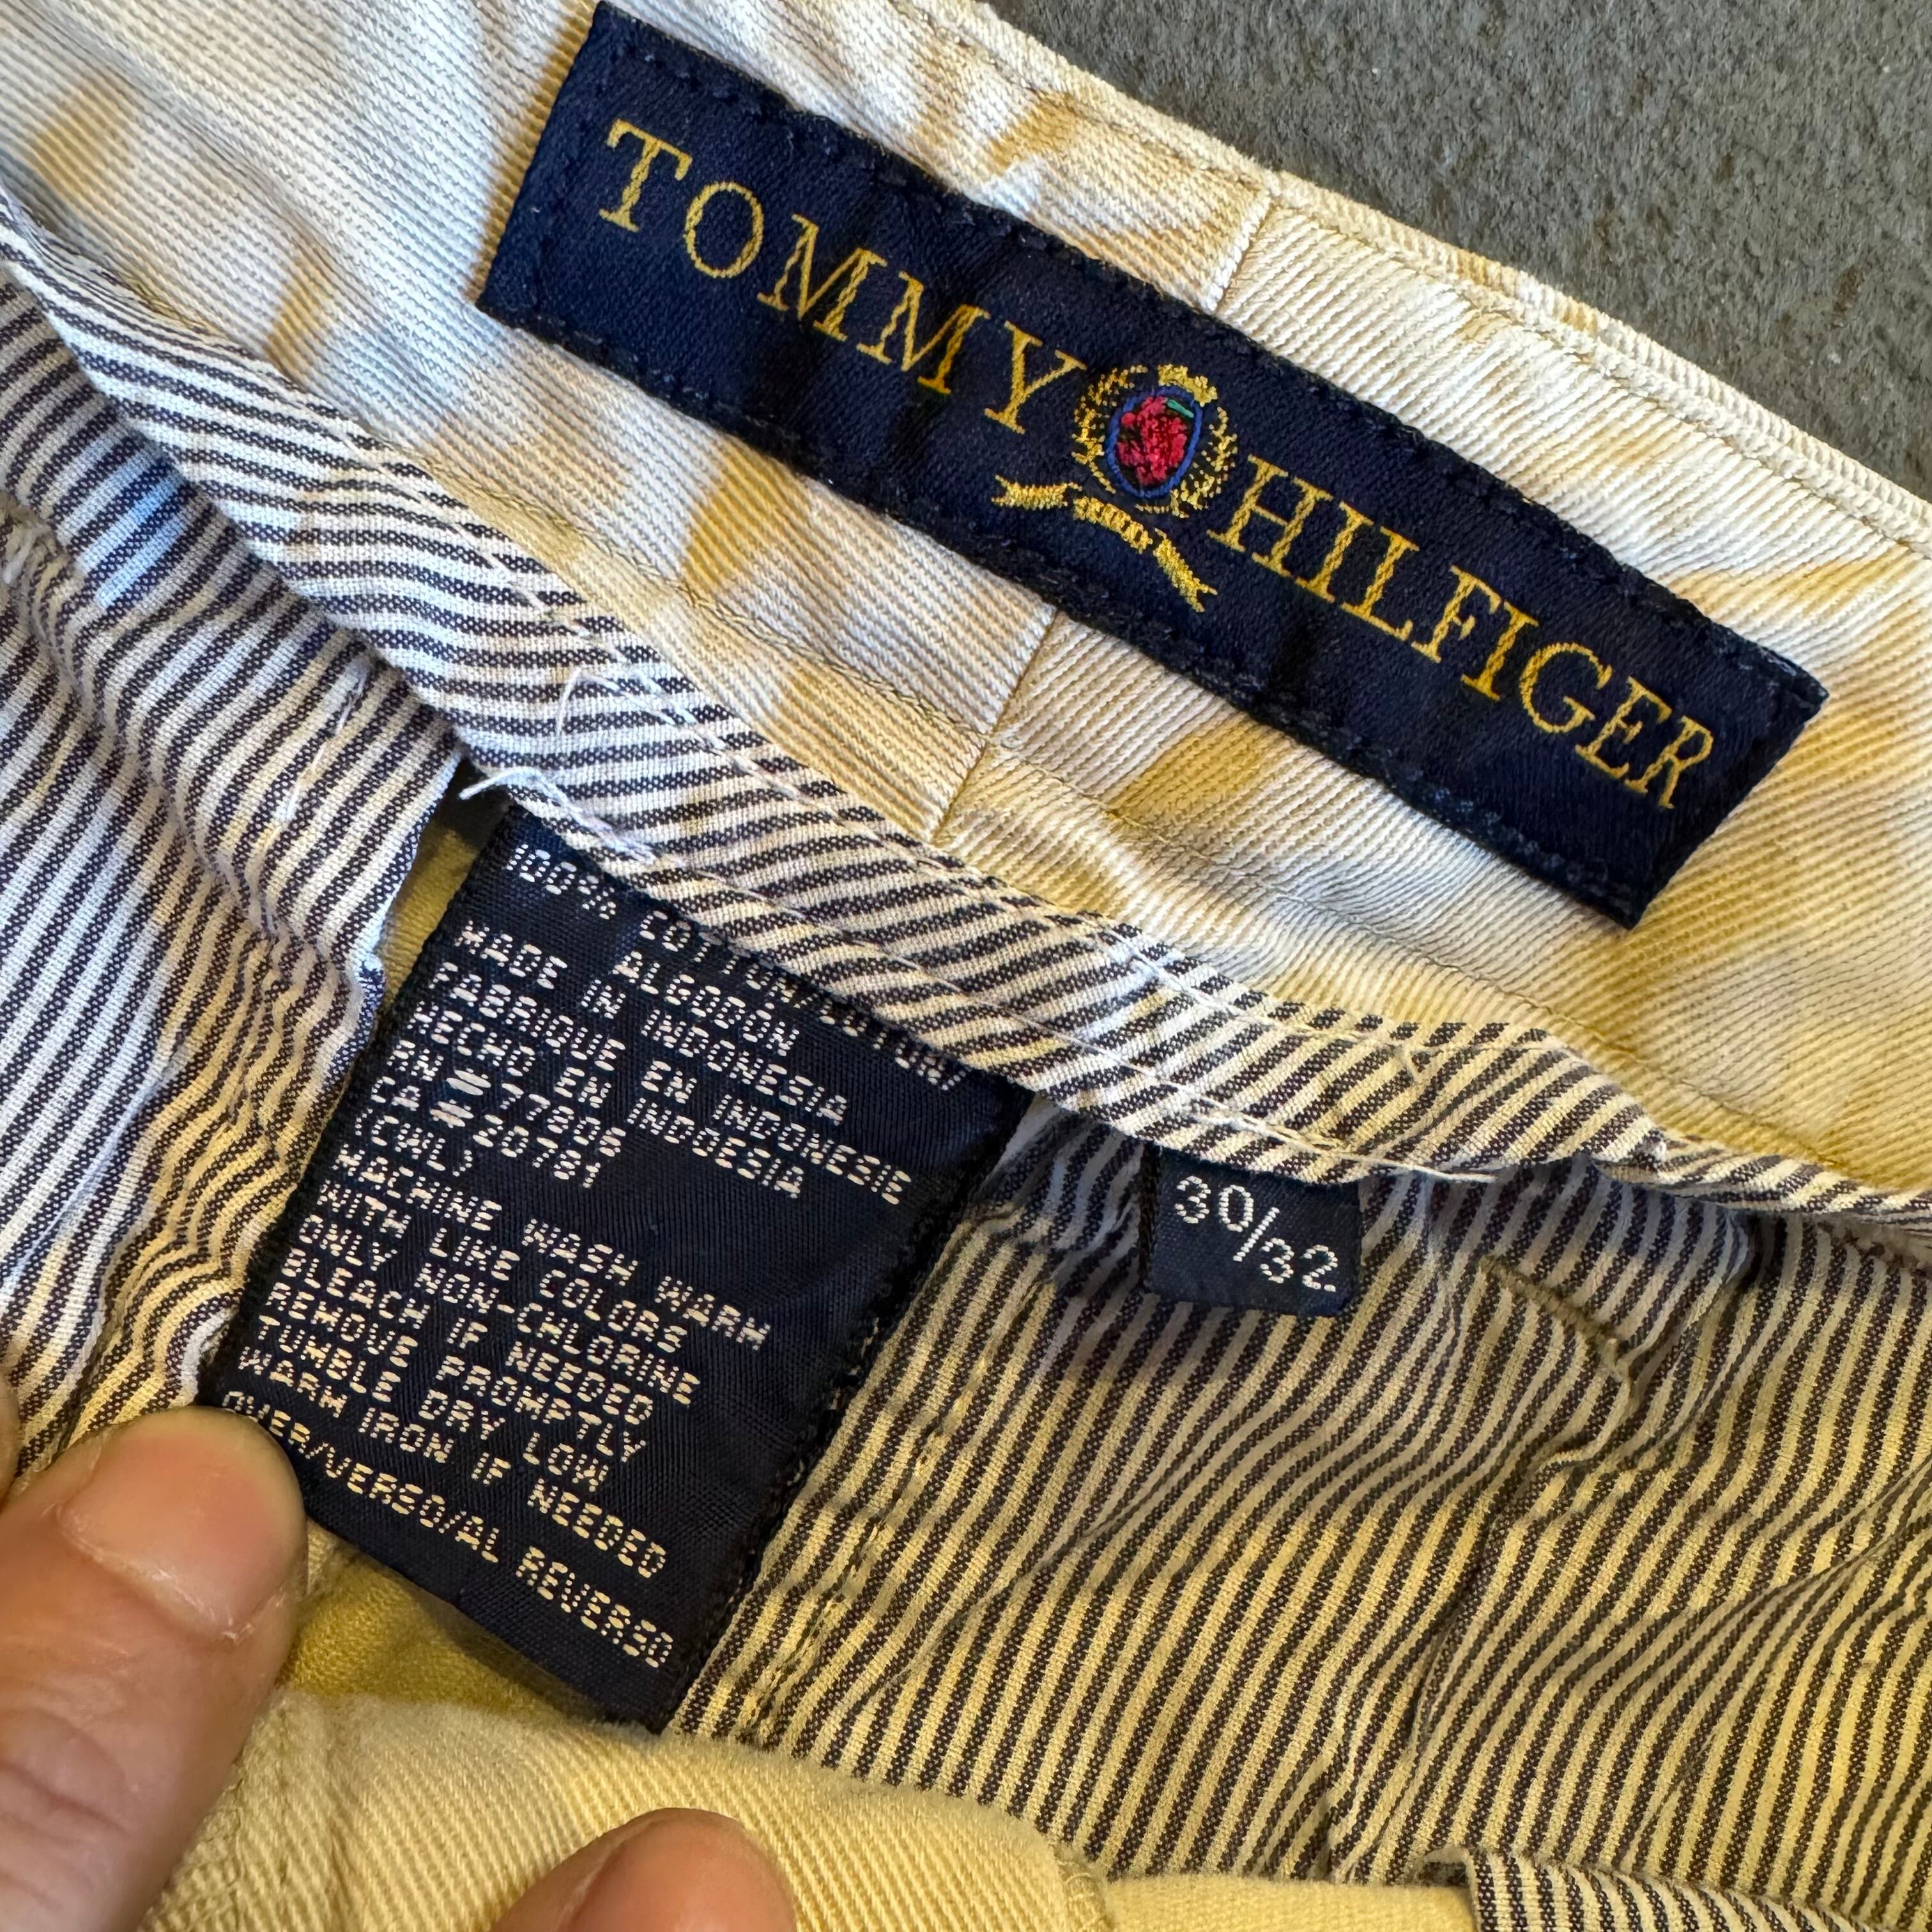 TOMMY HILFIGER
100% COTTON/COTON/
ALGODÓN
MADE IN INDONESIA
FABRIQUE EN INDONESIE
HECHO EN INDOESIA
RN = 77806
CA = 20781
(CWL)
MACHINE WASH WARM
WITH LIKE COLORS
ONLY NON-CHLORINE
BLEACH IF NEEDED
REMOVE PROMPTLY
TUMBLE DRY LOW
WARM IRON IF NEEDED
OVER/VERSO/AL REVERSO
30/32